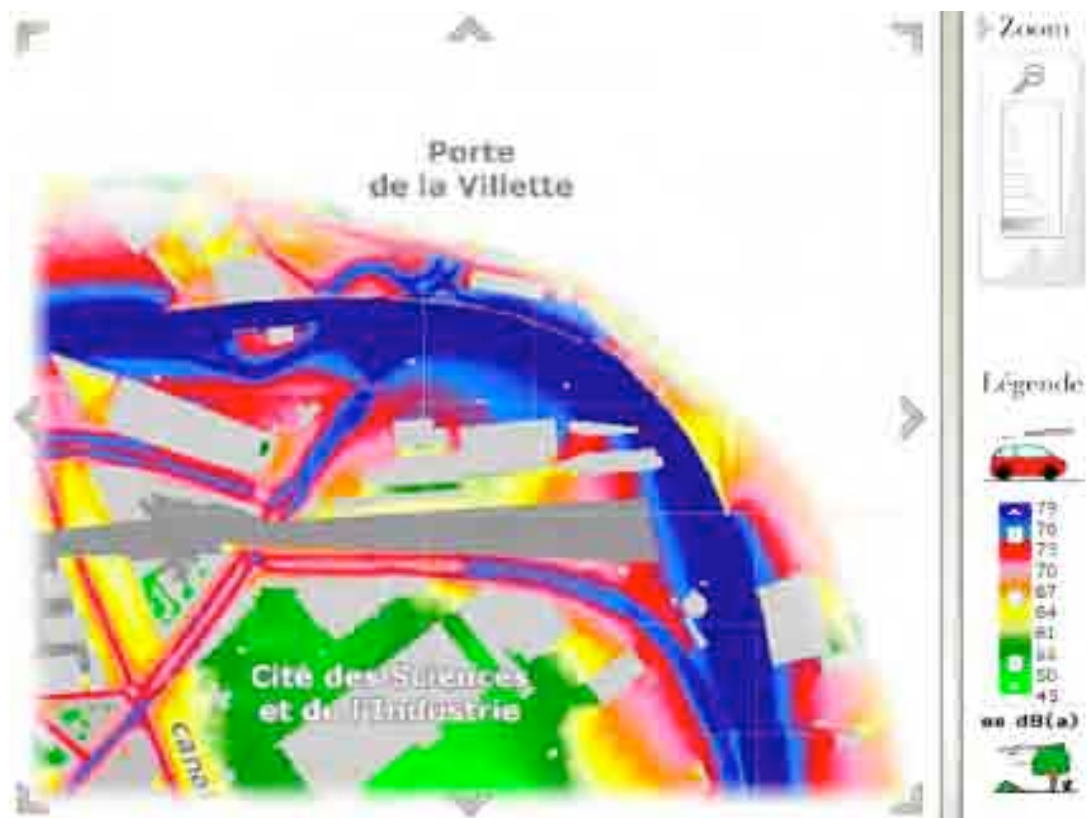 Zoom
Porte
de la Villette
Légende
79
76
73
70
67
64
61
50
45
en dB(a)
Cité des Sciences
et de l'Industrie
canal